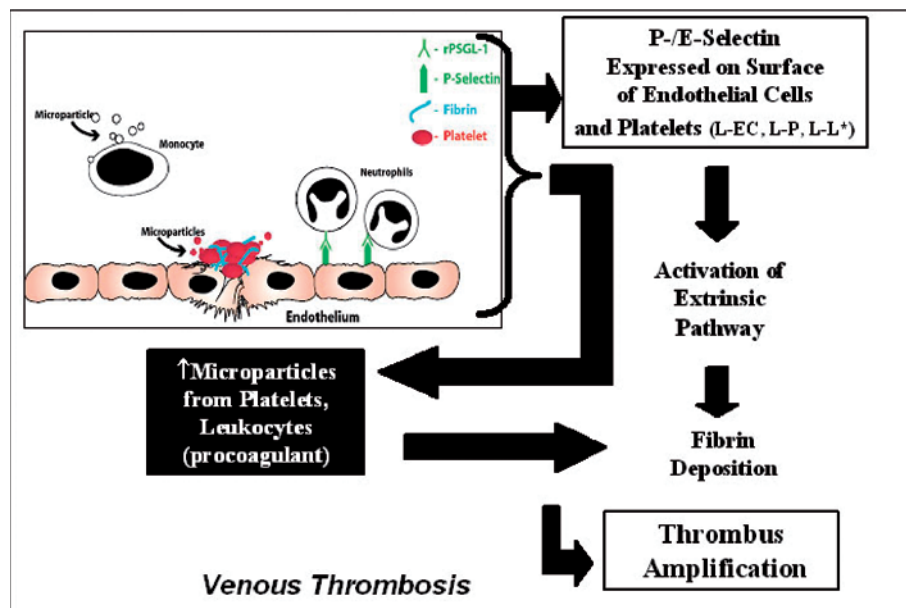 - rPSGL-1
- P-Selectin
- Fibrin
- Platelet
Microparticle
Monocyte
Neutrophils
Microparticles
Endothelium
P-/E-Selectin
Expressed on Surface
of Endothelial Cells
and Platelets (L-EC, L-P, L-L*)
Activation of
Extrinsic
Pathway
↑Microparticles
from Platelets,
Leukocytes
(procoagulant)
Fibrin
Deposition
Thrombus
Amplification
Venous Thrombosis